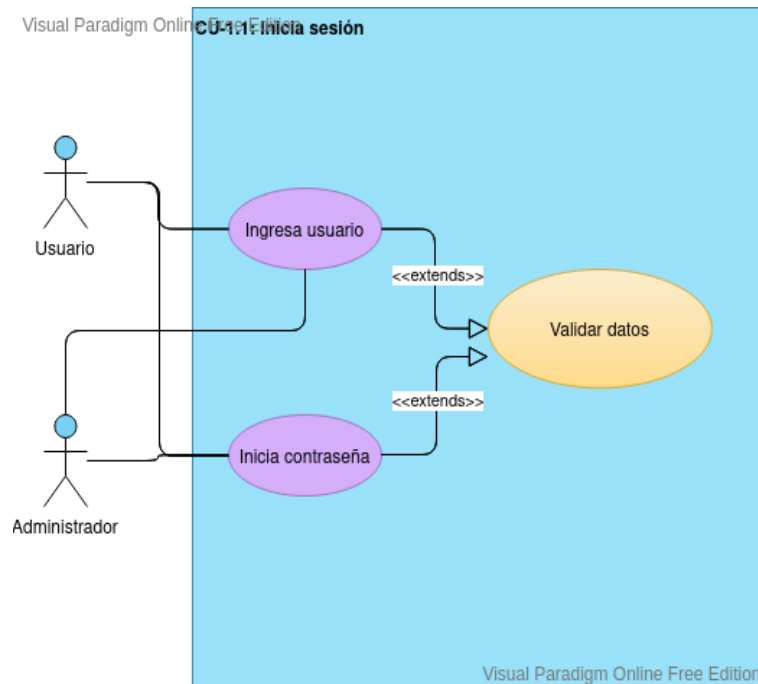 Visual Paradigm Online Free Edition
CU-1.1: Inicia sesión
Usuario
Ingresa usuario
<<extends>>
Validar datos
<<extends>>
Inicia contraseña
Administrador
Visual Paradigm Online Free Edition